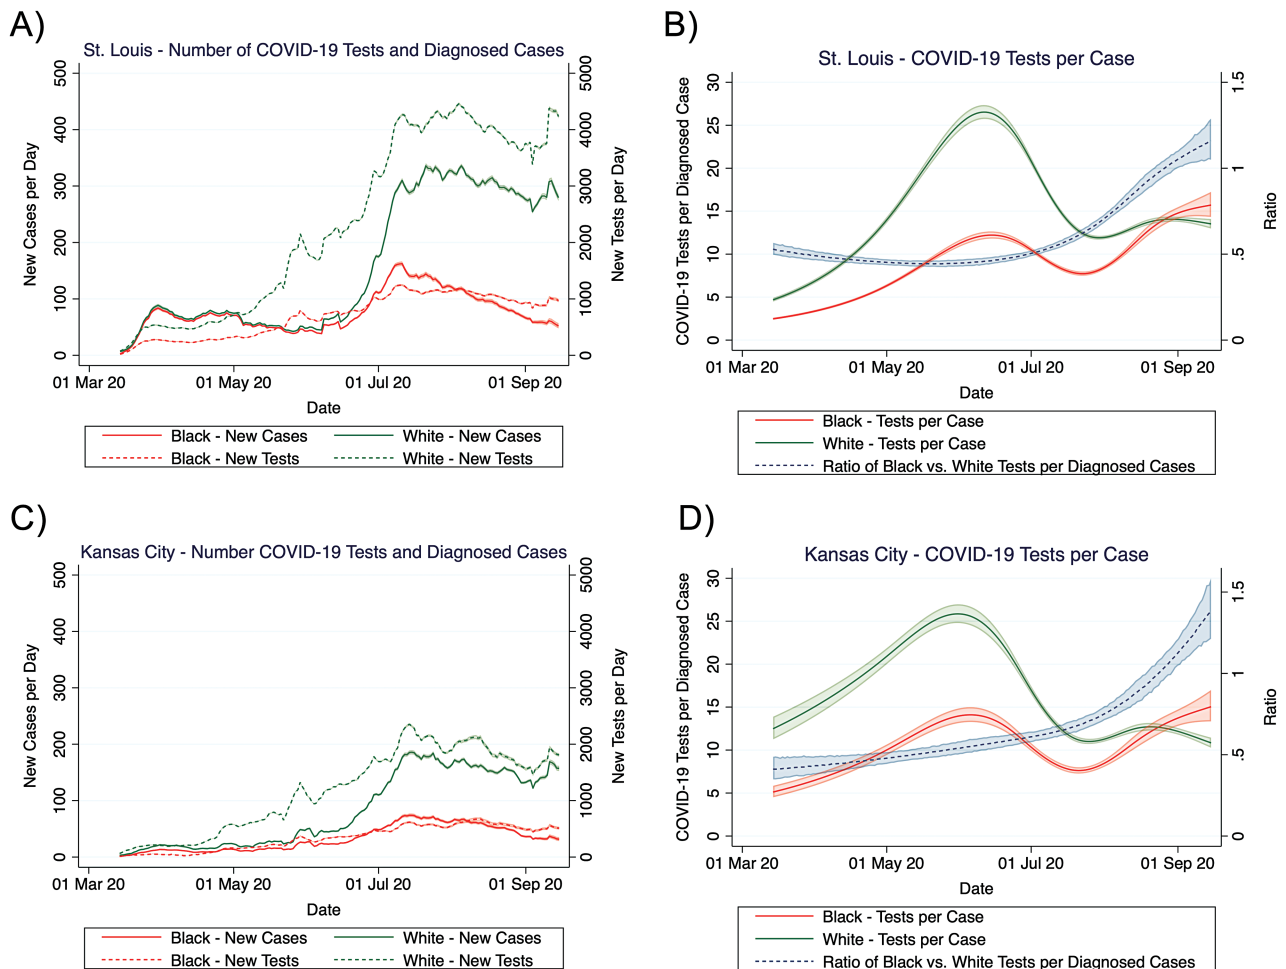 A)
St. Louis - Number of COVID-19 Tests and Diagnosed Cases
New Cases per Day
500
400
300
200
100
0
5000
4000
3000
2000
1000
0
New Tests per Day
01 Mar 20
01 May 20
01 Jul 20
01 Sep 20
Date
Black - New Cases
White - New Cases
Black - New Tests
White - New Tests
B)
St. Louis - COVID-19 Tests per Case
COVID-19 Tests per Diagnosed Case
30
25
20
15
10
5
0
1.5
1
.5
0
Ratio
01 Mar 20
01 May 20
01 Jul 20
01 Sep 20
Date
Black - Tests per Case
White - Tests per Case
Ratio of Black vs. White Tests per Diagnosed Cases
C)
Kansas City - Number COVID-19 Tests and Diagnosed Cases
New Cases per Day
500
400
300
200
100
0
5000
4000
3000
2000
1000
0
New Tests per Day
01 Mar 20
01 May 20
01 Jul 20
01 Sep 20
Date
Black - New Cases
White - New Cases
Black - New Tests
White - New Tests
D)
Kansas City - COVID-19 Tests per Case
COVID-19 Tests per Diagnosed Case
30
25
20
15
10
5
0
1.5
1
.5
0
Ratio
01 Mar 20
01 May 20
01 Jul 20
01 Sep 20
Date
Black - Tests per Case
White - Tests per Case
Ratio of Black vs. White Tests per Diagnosed Cases